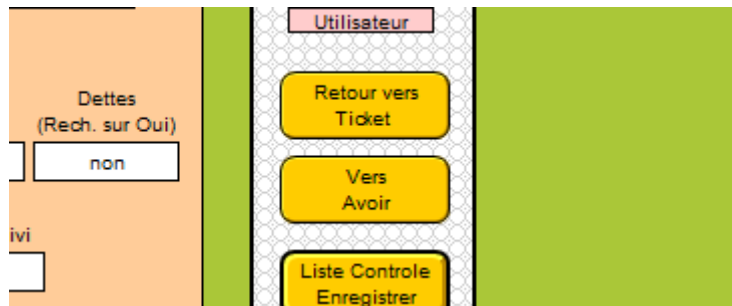 Utilisateur
Dettes
(Rech. sur Oui)
non
ivi
Retour vers
Ticket
Vers
Avoir
Liste Controle
Enregistrer